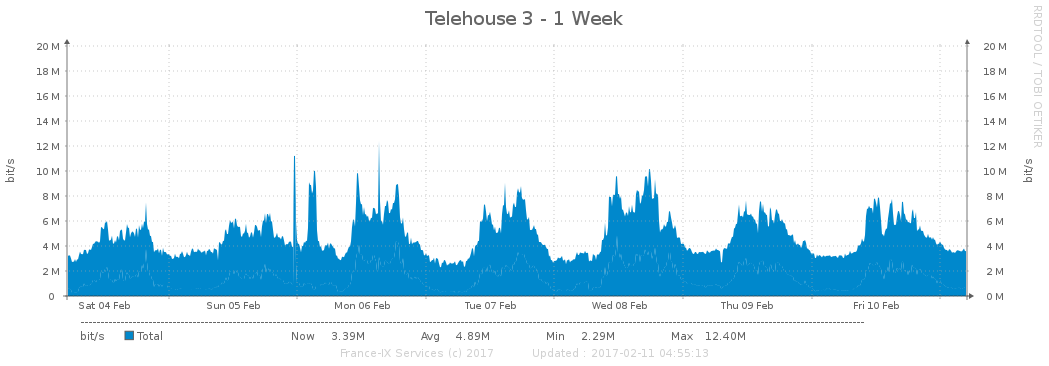 Telehouse 3 - 1 Week
RRDTOOL / TOBI OETIKER
bit/s
20 M 20 M
18 M 18 M
16 M 16 M
14 M 14 M
12 M 12 M
10 M 10 M
8 M 8 M
6 M 6 M
4 M 4 M
2 M 2 M
0 0 M
bit/s
Sat 04 Feb Sun 05 Feb Mon 06 Feb Tue 07 Feb Wed 08 Feb Thu 09 Feb Fri 10 Feb
bit/s Total Now 3.39M Avg 4.89M Min 2.29M Max 12.40M
France-IX Services (c) 2017 Updated : 2017-02-11 04:55:13